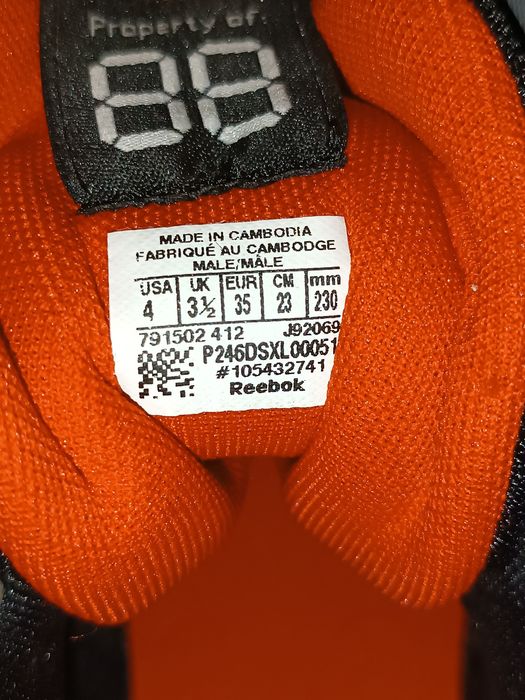 Property of
88
MADE IN CAMBODIA
FABRIQUÉ AU CAMBODGE
MALE/MÂLE
USA UK EUR CM mm
4 3½ 35 23 230
791502 412 J92069
P246DSXL00051
#105432741
Reebok